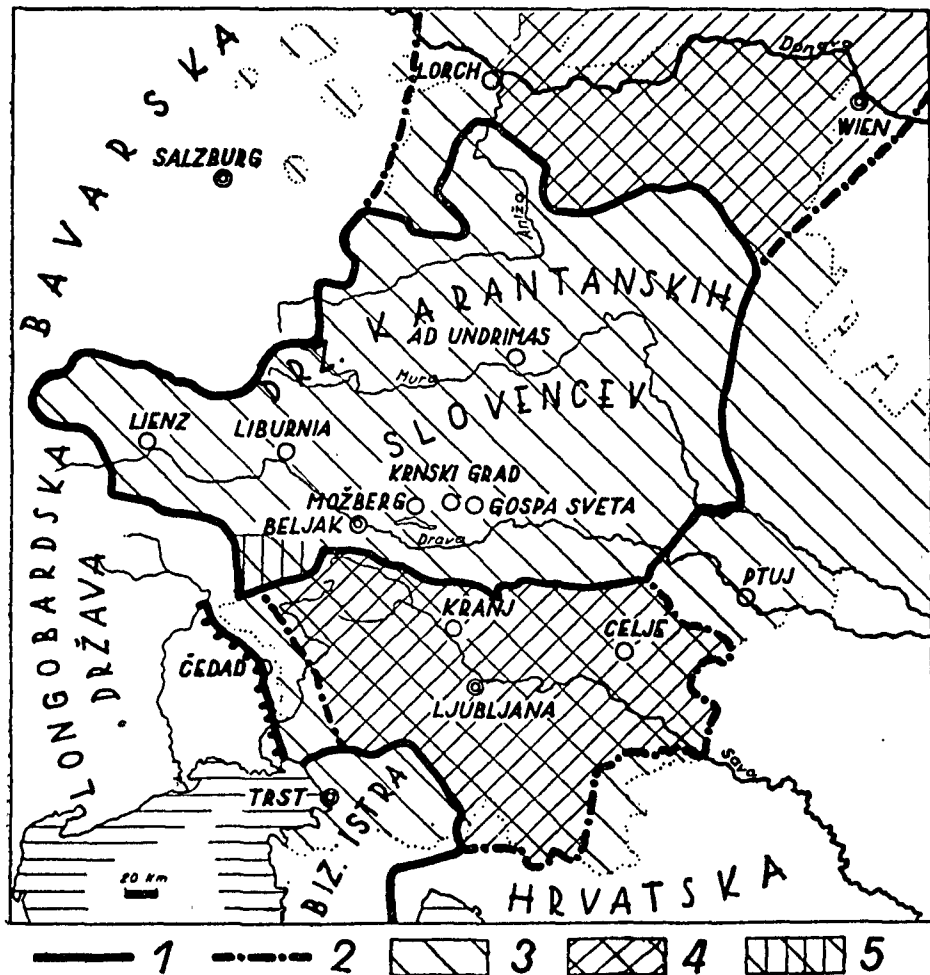 BAVARSKA
LORCH
Donava
WIEN
SALZBURG
Aniža
DRŽ. KARANTANSKIH
AD UNDRIMAS
Mura
SLOVENCEV
LIENZ
LIBURNIA
KRNSKI GRAD
MOŽBERG
GOSPA SVETA
BELJAK
Drava
PTUJ
KRANJ
CELJE
LONGOBARDSKA
DRŽAVA
ČEDAD
LJUBLJANA
Sava
TRST
BIZ. ISTRA
20 Km
HRVATSKA
1 2 3 4 5